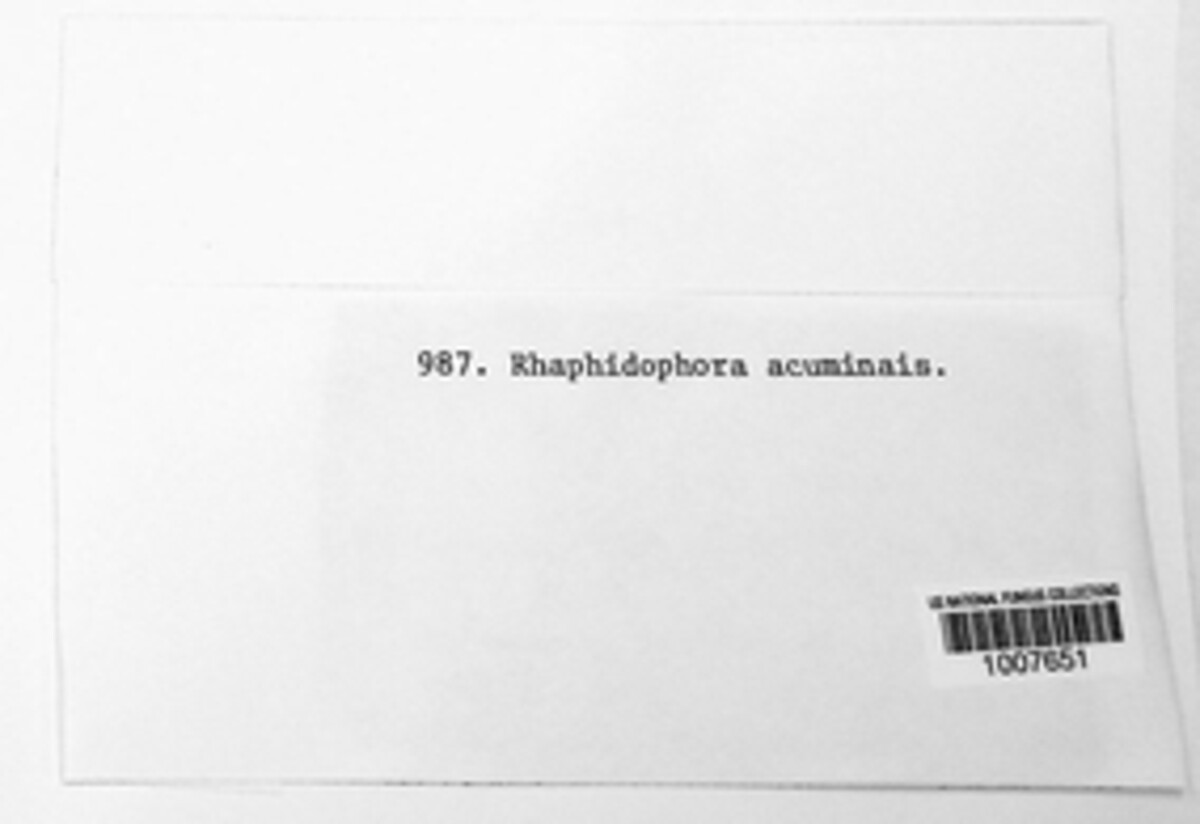 987. Rhaphidophora acuminais.
US NATIONAL FUNGUS COLLECTIONS
1007651